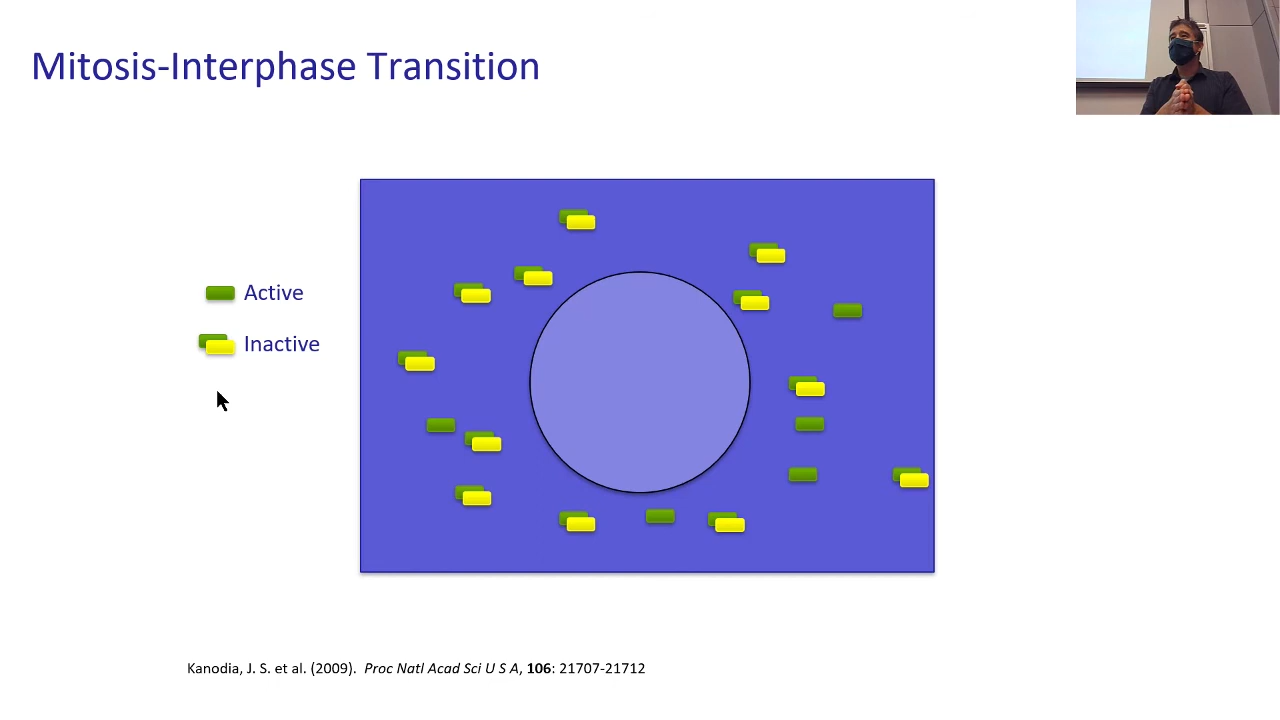 Mitosis-Interphase Transition
Active
Inactive
Kanodia, J. S. et al. (2009). Proc Natl Acad Sci U S A, 106: 21707-21712